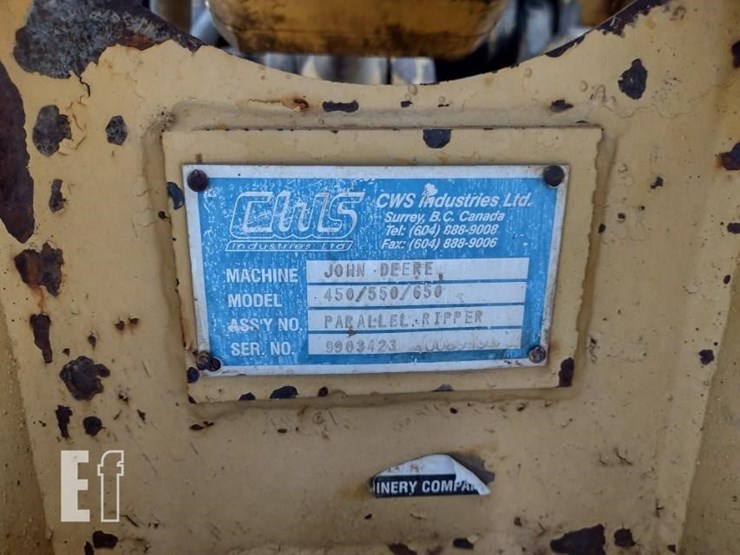 CWS
Industries Ltd
CWS Industries Ltd.
Surrey, B.C. Canada
Tel: (604) 888-9008
Fax: (604) 888-9006
MACHINE JOHN DEERE
MODEL 450/550/650
ASS'Y NO. PARALLEL RIPPER
SER. NO. 9903423
INERY COMPA
Ef